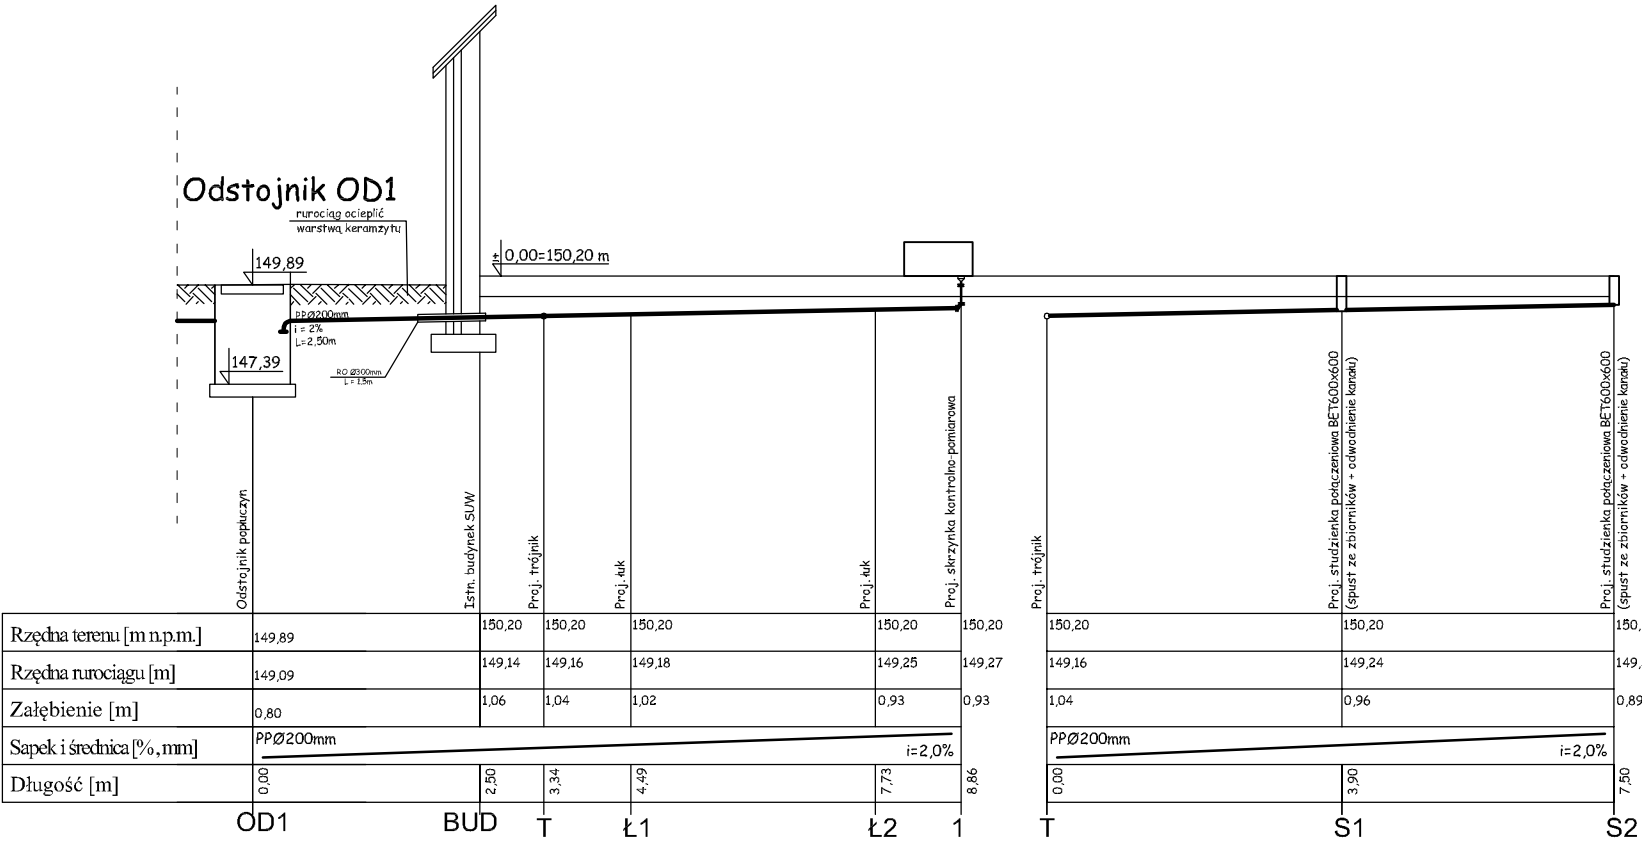 Odstojnik OD1
rurociąg ocieplić
warstwą keramzytu
149,89
± 0,00=150,20 m
PPØ200mm
i = 2%
L=2,50m
147,39
RO Ø300mm
L = 1,5m
Odstojnik popłuczyn
Istn. budynek SUW
Proj. trójnik
Proj. łuk
Proj. łuk
Proj. skrzynka kontrolno-pomiarowa
Proj. trójnik
Proj. studzienka połączeniowa BET600x600
(spust ze zbiorników + odwodnienie kanału)
Proj. studzienka połączeniowa BET600x600
(spust ze zbiorników + odwodnienie kanału)
Rzędna terenu [m n.p.m.] 149,89 150,20 150,20 150,20 150,20 150,20 150,20 150,20 150,
Rzędna rurociągu [m] 149,09 149,14 149,16 149,18 149,25 149,27 149,16 149,24 149,
Załębienie [m] 0,80 1,06 1,04 1,02 0,93 0,93 1,04 0,96 0,89
Sapek i średnica [%, mm] PPØ200mm i=2,0% PPØ200mm i=2,0%
Długość [m] 0,00 2,50 3,34 4,49 7,73 8,86 0,00 3,90 7,50
OD1 BUD T Ł1 Ł2 1 T S1 S2